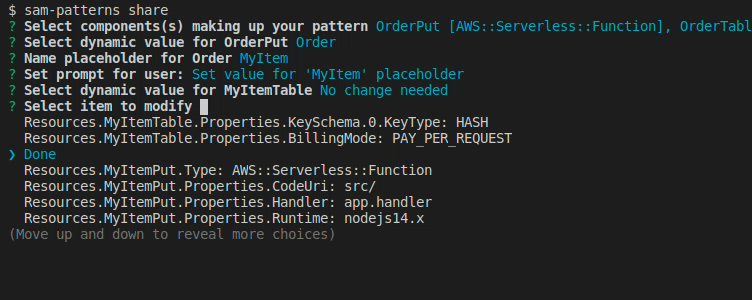 $ sam-patterns share
? Select components(s) making up your pattern OrderPut [AWS::Serverless::Function], OrderTabl
? Select dynamic value for OrderPut Order
? Name placeholder for Order MyItem
? Set prompt for user: Set value for 'MyItem' placeholder
? Select dynamic value for MyItemTable No change needed
? Select item to modify
Resources.MyItemTable.Properties.KeySchema.0.KeyType: HASH
Resources.MyItemTable.Properties.BillingMode: PAY_PER_REQUEST
❯ Done
Resources.MyItemPut.Type: AWS::Serverless::Function
Resources.MyItemPut.Properties.CodeUri: src/
Resources.MyItemPut.Properties.Handler: app.handler
Resources.MyItemPut.Properties.Runtime: nodejs14.x
(Move up and down to reveal more choices)